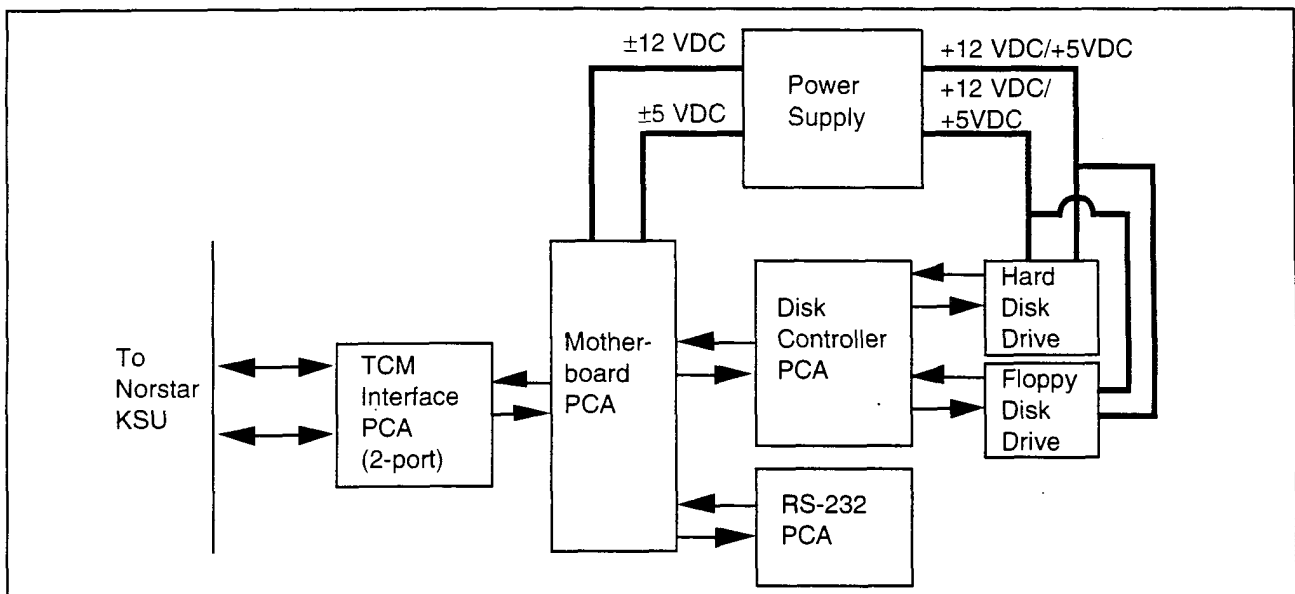 ±12 VDC
±5 VDC
Power
Supply
+12 VDC/+5VDC
+12 VDC/
+5VDC
To
Norstar
KSU
TCM
Interface
PCA
(2-port)
Mother-
board
PCA
Disk
Controller
PCA
Hard
Disk
Drive
Floppy
Disk
Drive
RS-232
PCA